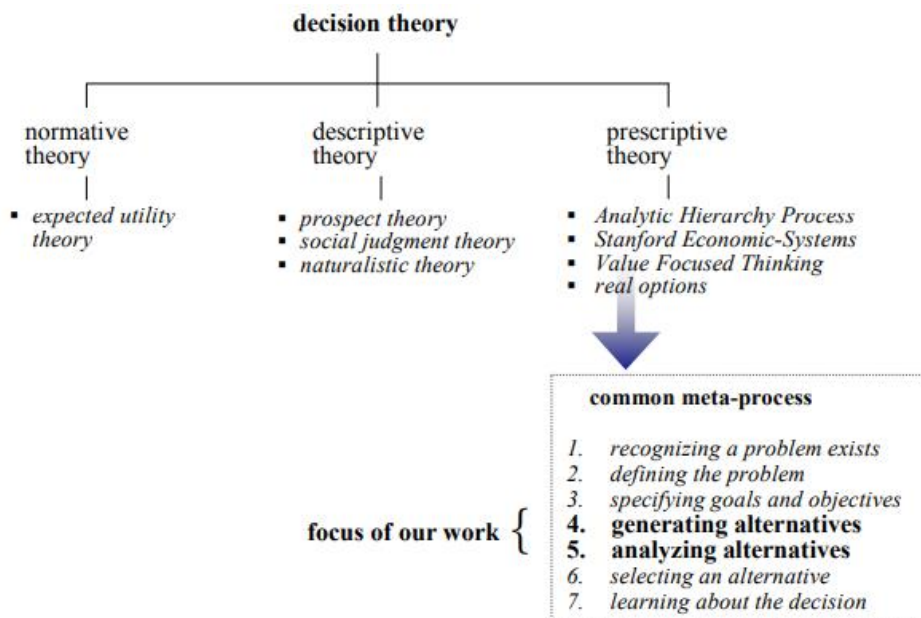 decision theory
normative
theory
▪ expected utility
theory
descriptive
theory
▪ prospect theory
▪ social judgment theory
▪ naturalistic theory
prescriptive
theory
▪ Analytic Hierarchy Process
▪ Stanford Economic-Systems
▪ Value Focused Thinking
▪ real options
common meta-process
1. recognizing a problem exists
2. defining the problem
3. specifying goals and objectives
focus of our work {
4. generating alternatives
5. analyzing alternatives
6. selecting an alternative
7. learning about the decision